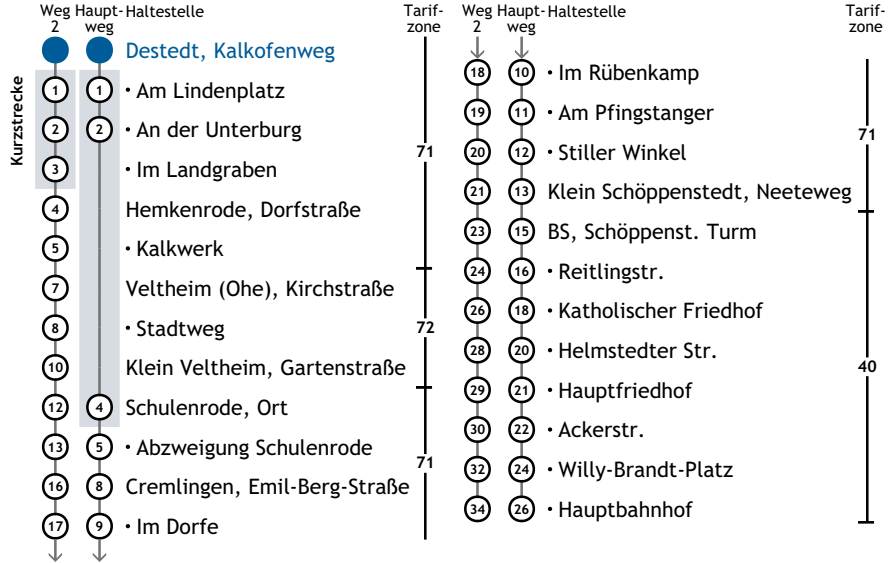 Weg Haupt- Haltestelle Tarif-
2 weg zone
Destedt, Kalkofenweg
Kurzstrecke
1 1 · Am Lindenplatz
2 2 · An der Unterburg
3 · Im Landgraben
71
4 Hemkenrode, Dorfstraße
5 · Kalkwerk
7 Veltheim (Ohe), Kirchstraße
8 · Stadtweg
72
10 Klein Veltheim, Gartenstraße
12 4 Schulenrode, Ort
13 5 · Abzweigung Schulenrode
71
16 8 Cremlingen, Emil-Berg-Straße
17 9 · Im Dorfe
Weg Haupt- Haltestelle Tarif-
2 weg zone
18 10 · Im Rübenkamp
19 11 · Am Pfingstanger
71
20 12 · Stiller Winkel
21 13 Klein Schöppenstedt, Neeteweg
23 15 BS, Schöppenst. Turm
24 16 · Reitlingstr.
26 18 · Katholischer Friedhof
28 20 · Helmstedter Str.
40
29 21 · Hauptfriedhof
30 22 · Ackerstr.
32 24 · Willy-Brandt-Platz
34 26 · Hauptbahnhof